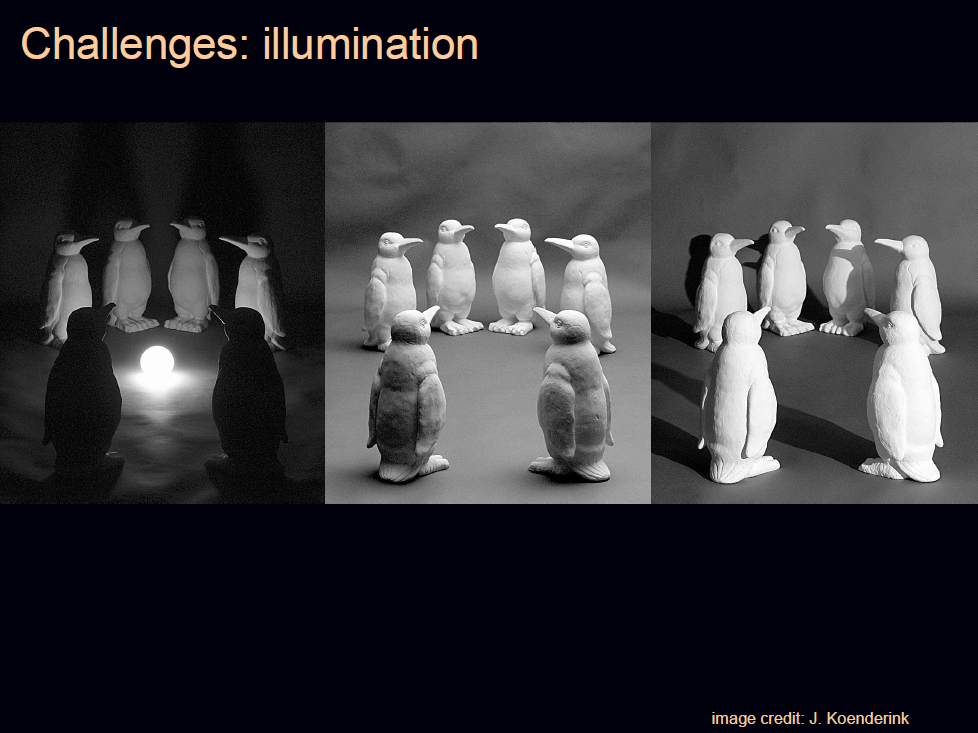 Challenges: illumination
image credit: J. Koenderink